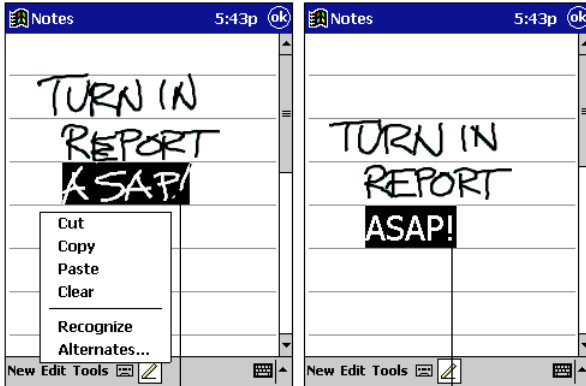 Notes 5:43p ok
TURN IN
REPORT
ASAP!
Cut
Copy
Paste
Clear
Recognize
Alternates...
New Edit Tools
Notes 5:43p ok
TURN IN
REPORT
ASAP!
New Edit Tools